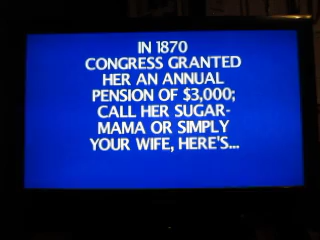 IN 1870
CONGRESS GRANTED
HER AN ANNUAL
PENSION OF $3,000;
CALL HER SUGAR-
MAMA OR SIMPLY
YOUR WIFE, HERE'S...